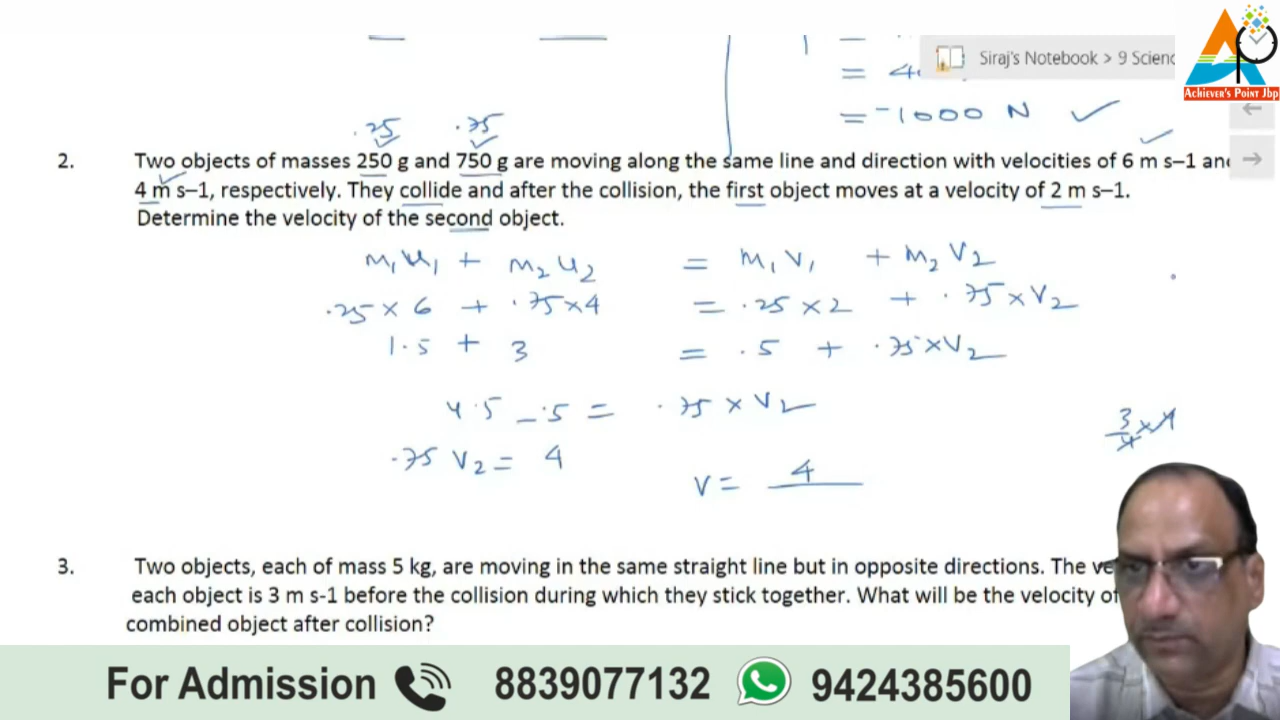 = 40
Siraj's Notebook > 9 Scienc
ACHIEVER'S POINT JBP
= -1000 N ✓
.25 .75
2. Two objects of masses 250 g and 750 g are moving along the same line and direction with velocities of 6 m s–1 and
4 m s–1, respectively. They collide and after the collision, the first object moves at a velocity of 2 m s–1.
Determine the velocity of the second object.
m₁u₁ + m₂u₂ = m₁v₁ + m₂v₂
.25 × 6 + .75×4 = .25 × 2 + .75 × v₂
1.5 + 3 = .5 + .75×v₂
4.5 – .5 = .75 × v₂
3/4 × 4
.75 v₂ = 4
v = 4
3. Two objects, each of mass 5 kg, are moving in the same straight line but in opposite directions. The ve
each object is 3 m s-1 before the collision during which they stick together. What will be the velocity of
combined object after collision?
For Admission 8839077132 9424385600